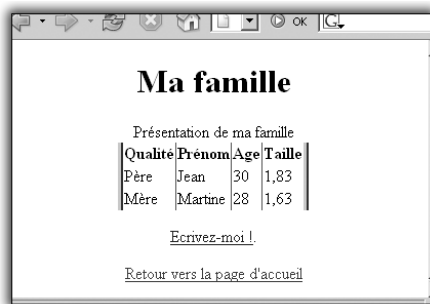 OK G
Ma famille
Présentation de ma famille
Qualité Prénom Age Taille
Père Jean 30 1,83
Mère Martine 28 1,63
Ecrivez-moi !.
Retour vers la page d'accueil